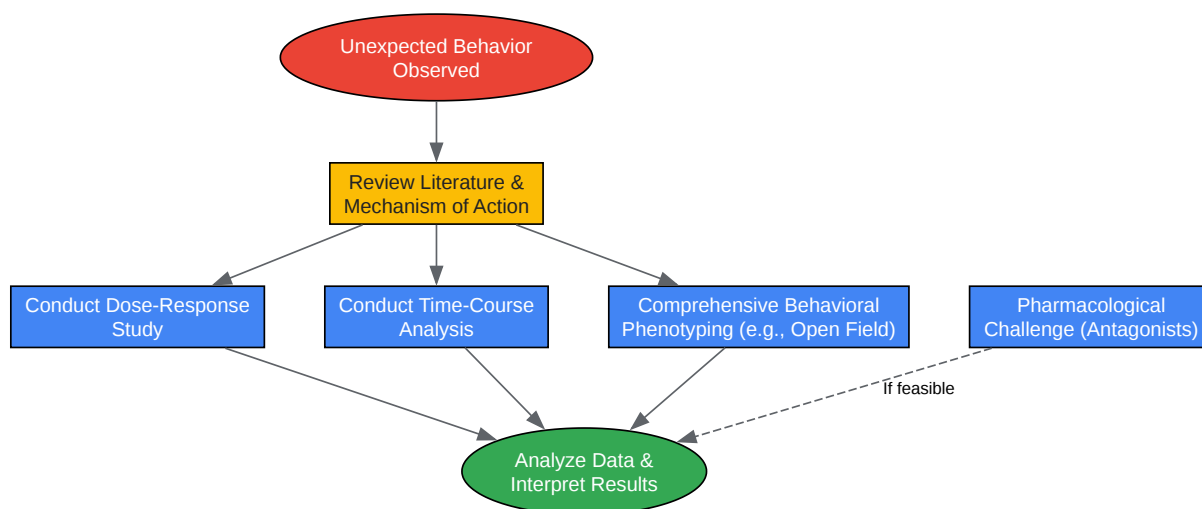 Unexpected Behavior
Observed
Review Literature &
Mechanism of Action
Conduct Dose-Response
Study
Conduct Time-Course
Analysis
Comprehensive Behavioral
Phenotyping (e.g., Open Field)
Pharmacological
Challenge (Antagonists)
If feasible
Analyze Data &
Interpret Results